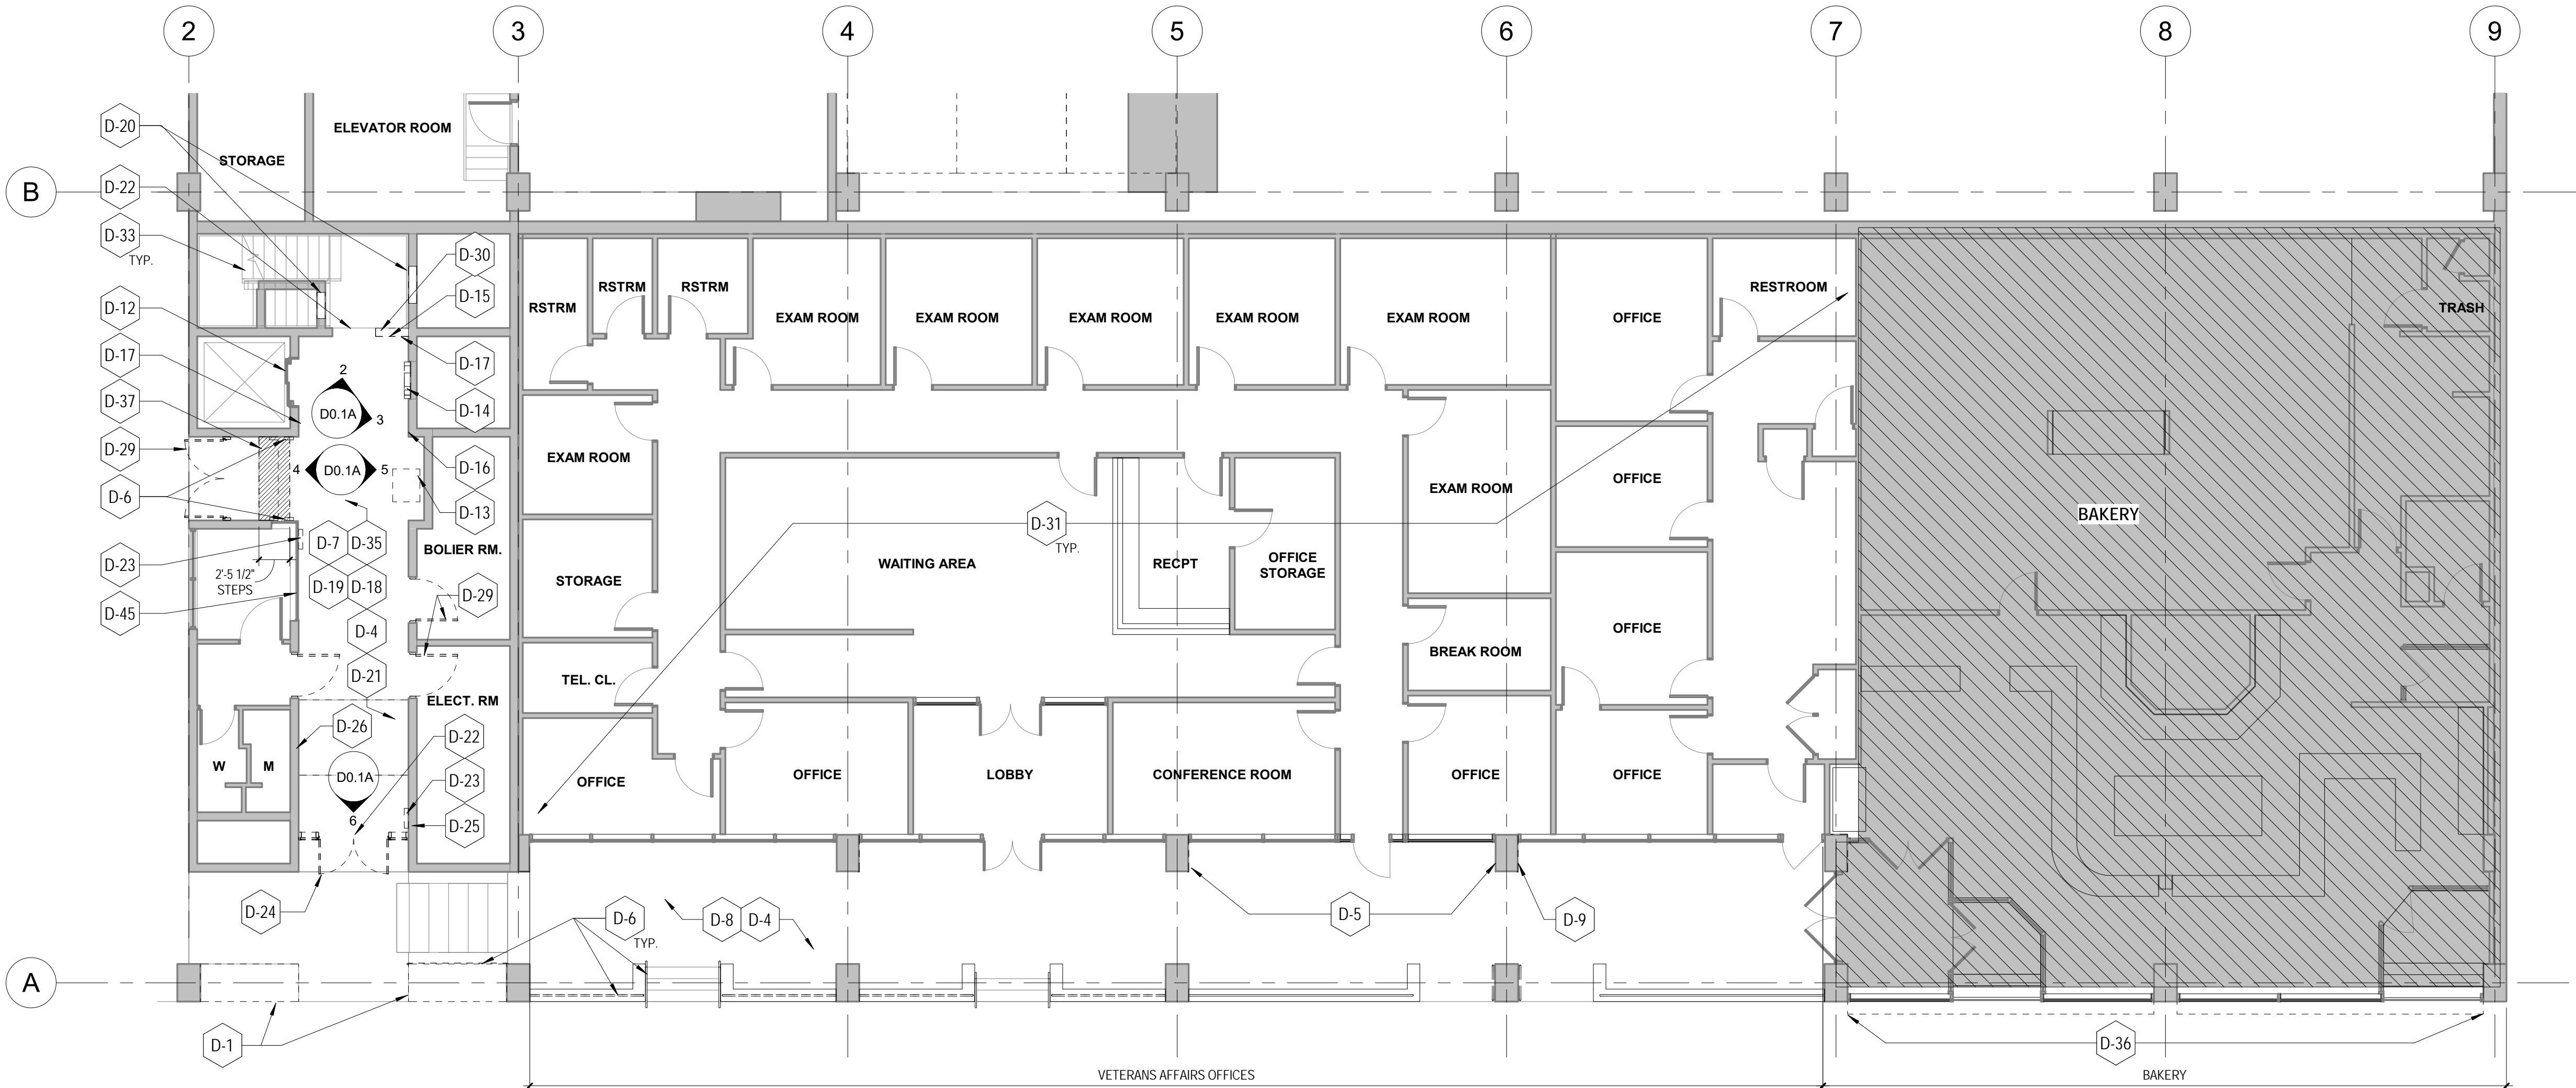 2
3
4
5
6
7
8
9
D-20
ELEVATOR ROOM
STORAGE
D-22
B
D-33
TYP.
D-30
D-15
D-12
D-17
D-37
D-29
D-6
D-23
D-45
D-17
D-14
D-16
D-13
2
D0.1A
3
4
D0.1A
5
D-7
D-35
D-19
D-18
D-4
D-21
2'-5 1/2"
STEPS
BOLIER RM.
D-29
ELECT. RM
D-26
D-22
D-23
D-25
W
M
D0.1A
6
D-24
RSTRM
RSTRM
RSTRM
EXAM ROOM
EXAM ROOM
EXAM ROOM
EXAM ROOM
EXAM ROOM
OFFICE
RESTROOM
TRASH
EXAM ROOM
EXAM ROOM
OFFICE
D-31
TYP.
BAKERY
STORAGE
WAITING AREA
RECPT
OFFICE
STORAGE
OFFICE
TEL. CL.
BREAK ROOM
OFFICE
OFFICE
LOBBY
CONFERENCE ROOM
OFFICE
OFFICE
D-6
TYP.
D-8
D-4
D-5
D-9
A
D-1
D-36
VETERANS AFFAIRS OFFICES
BAKERY